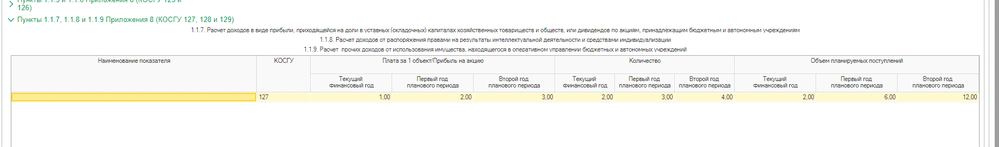 Пункты 1.1.5 и 1.1.6 Приложения 8 (КОСГУ 125 и
126)
Пункты 1.1.7, 1.1.8 и 1.1.9 Приложения 8 (КОСГУ 127, 128 и 129)
1.1.7. Расчет доходов в виде прибыли, приходящейся на доли в уставных (складочных) капиталах хозяйственных товариществ и обществ, или дивидендов по акциям, принадлежащим бюджетным и автономным учреждениям
1.1.8. Расчет доходов от распоряжения правами на результаты интеллектуальной деятельности и средствами индивидуализации
1.1.9. Расчет прочих доходов от использования имущества, находящегося в оперативном управлении бюджетных и автономных учреждений
Наименование показателя КОСГУ Плата за 1 объект/Прибыль на акцию Количество Объем планируемых поступлений
Текущий Первый год Второй год Текущий Первый год Второй год Текущий Первый год Второй год
финансовый год планового периода планового периода финансовый год планового периода планового периода финансовый год планового периода планового периода
127 1,00 2,00 3,00 2,00 3,00 4,00 2,00 6,00 12,00